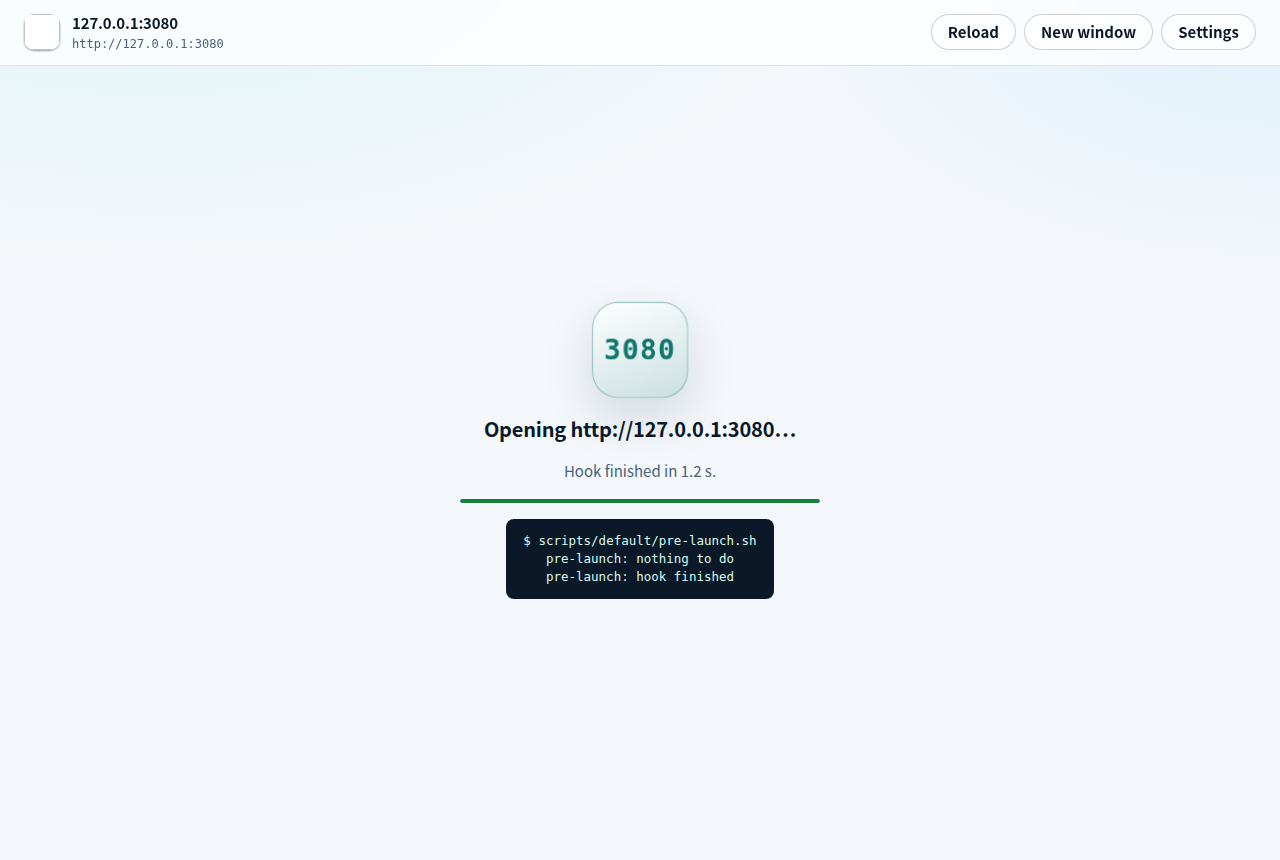 127.0.0.1:3080
http://127.0.0.1:3080
Reload
New window
Settings
3080
Opening http://127.0.0.1:3080…
Hook finished in 1.2 s.
$ scripts/default/pre-launch.sh
pre-launch: nothing to do
pre-launch: hook finished